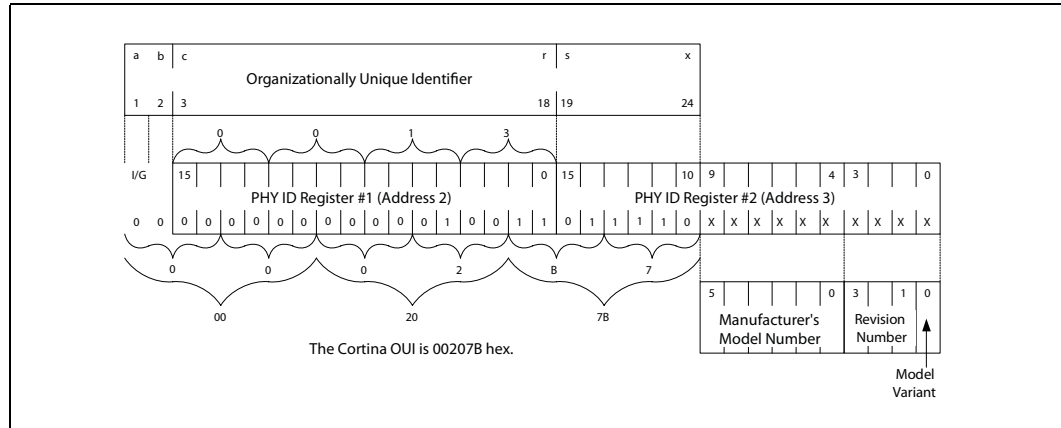 a b c r s x
Organizationally Unique Identifier
1 2 3 18 19 24
0 0 1 3
I/G 15 0 15 10 9 4 3 0
PHY ID Register #1 (Address 2) PHY ID Register #2 (Address 3)
0 0 0 0 0 0 0 0 0 0 0 0 0 1 0 0 1 1 0 1 1 1 1 0 X X X X X X X X X X
0 0 0 2 B 7
00 20 7B
5 0 3 1 0
Manufacturer's
Model Number
Revision
Number
The Cortina OUI is 00207B hex.
Model
Variant